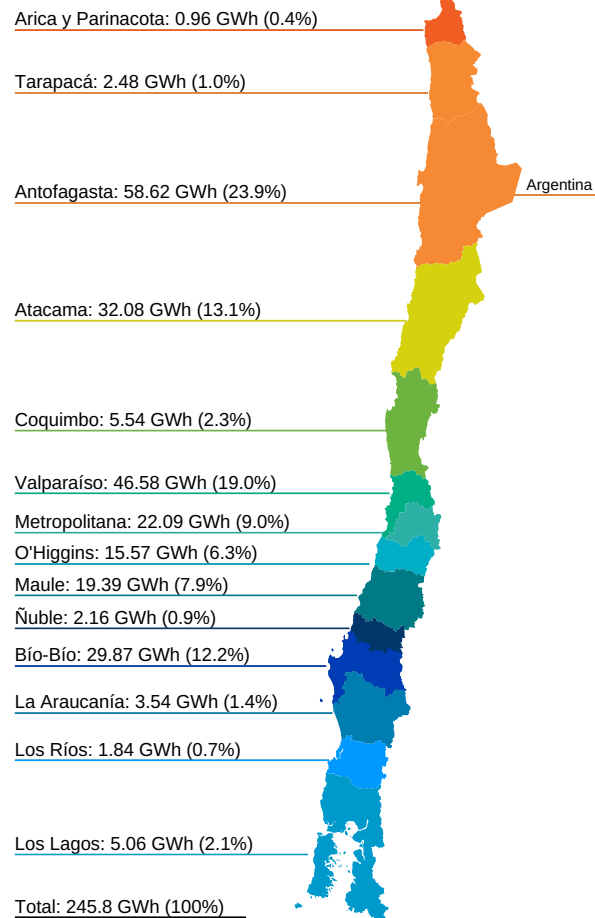 Arica y Parinacota: 0.96 GWh (0.4%)
Tarapacá: 2.48 GWh (1.0%)
Antofagasta: 58.62 GWh (23.9%)
Argentina
Atacama: 32.08 GWh (13.1%)
Coquimbo: 5.54 GWh (2.3%)
Valparaíso: 46.58 GWh (19.0%)
Metropolitana: 22.09 GWh (9.0%)
O'Higgins: 15.57 GWh (6.3%)
Maule: 19.39 GWh (7.9%)
Ñuble: 2.16 GWh (0.9%)
Bío-Bío: 29.87 GWh (12.2%)
La Araucanía: 3.54 GWh (1.4%)
Los Ríos: 1.84 GWh (0.7%)
Los Lagos: 5.06 GWh (2.1%)
Total: 245.8 GWh (100%)